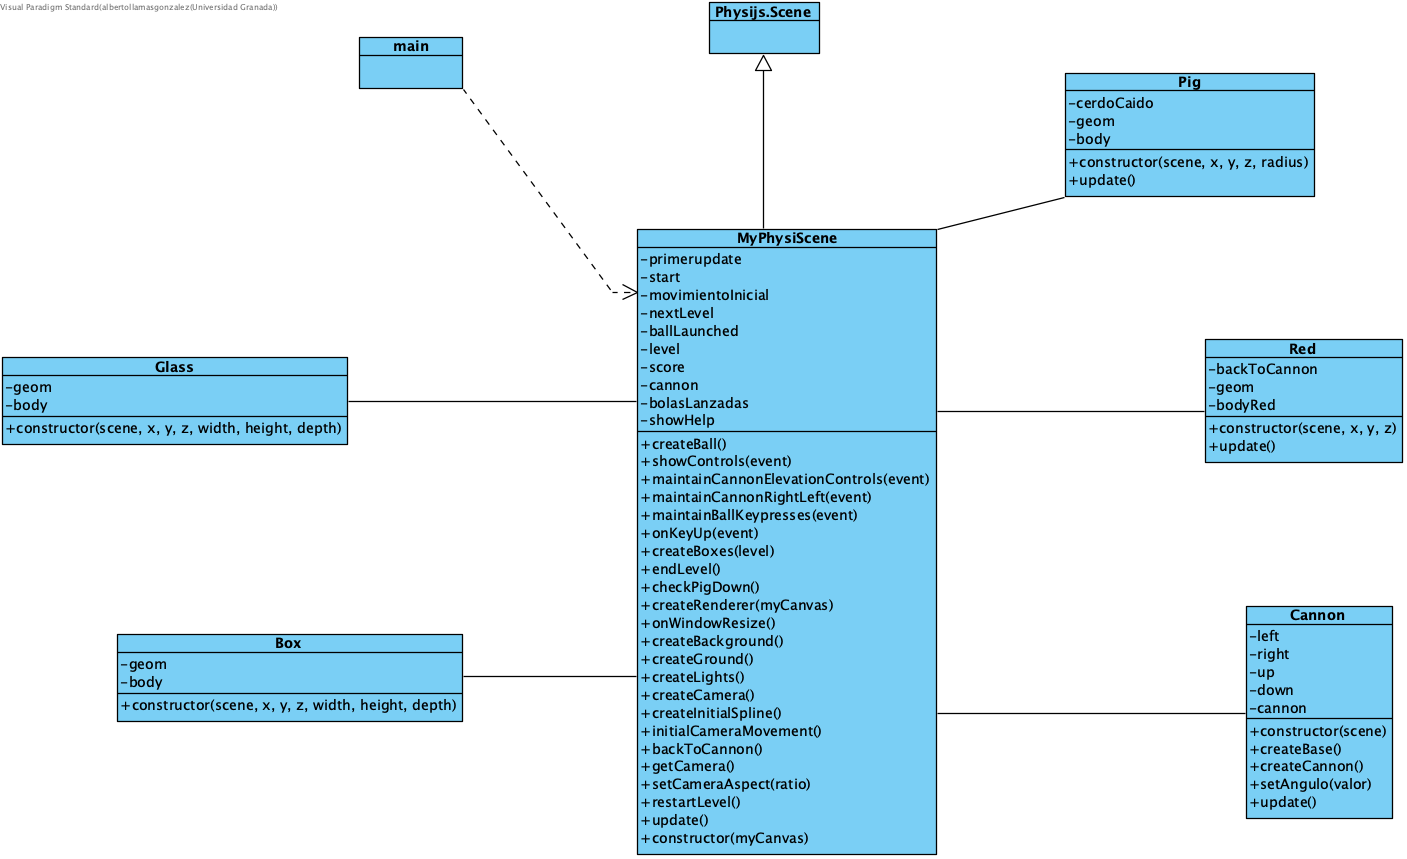 Visual Paradigm Standard(albertollamasgonzalez(Universidad Granada))
Physijs.Scene
main
Pig
-cerdoCaido
-geom
-body
+constructor(scene, x, y, z, radius)
+update()
MyPhysiScene
-primerupdate
-start
-movimientoInicial
-nextLevel
-ballLaunched
-level
-score
-cannon
-bolasLanzadas
-showHelp
+createBall()
+showControls(event)
+maintainCannonElevationControls(event)
+maintainCannonRightLeft(event)
+maintainBallKeypresses(event)
+onKeyUp(event)
+createBoxes(level)
+endLevel()
+checkPigDown()
+createRenderer(myCanvas)
+onWindowResize()
+createBackground()
+createGround()
+createLights()
+createCamera()
+createInitialSpline()
+initialCameraMovement()
+backToCannon()
+getCamera()
+setCameraAspect(ratio)
+restartLevel()
+update()
+constructor(myCanvas)
Glass
-geom
-body
+constructor(scene, x, y, z, width, height, depth)
Red
-backToCannon
-geom
-bodyRed
+constructor(scene, x, y, z)
+update()
Box
-geom
-body
+constructor(scene, x, y, z, width, height, depth)
Cannon
-left
-right
-up
-down
-cannon
+constructor(scene)
+createBase()
+createCannon()
+setAngulo(valor)
+update()